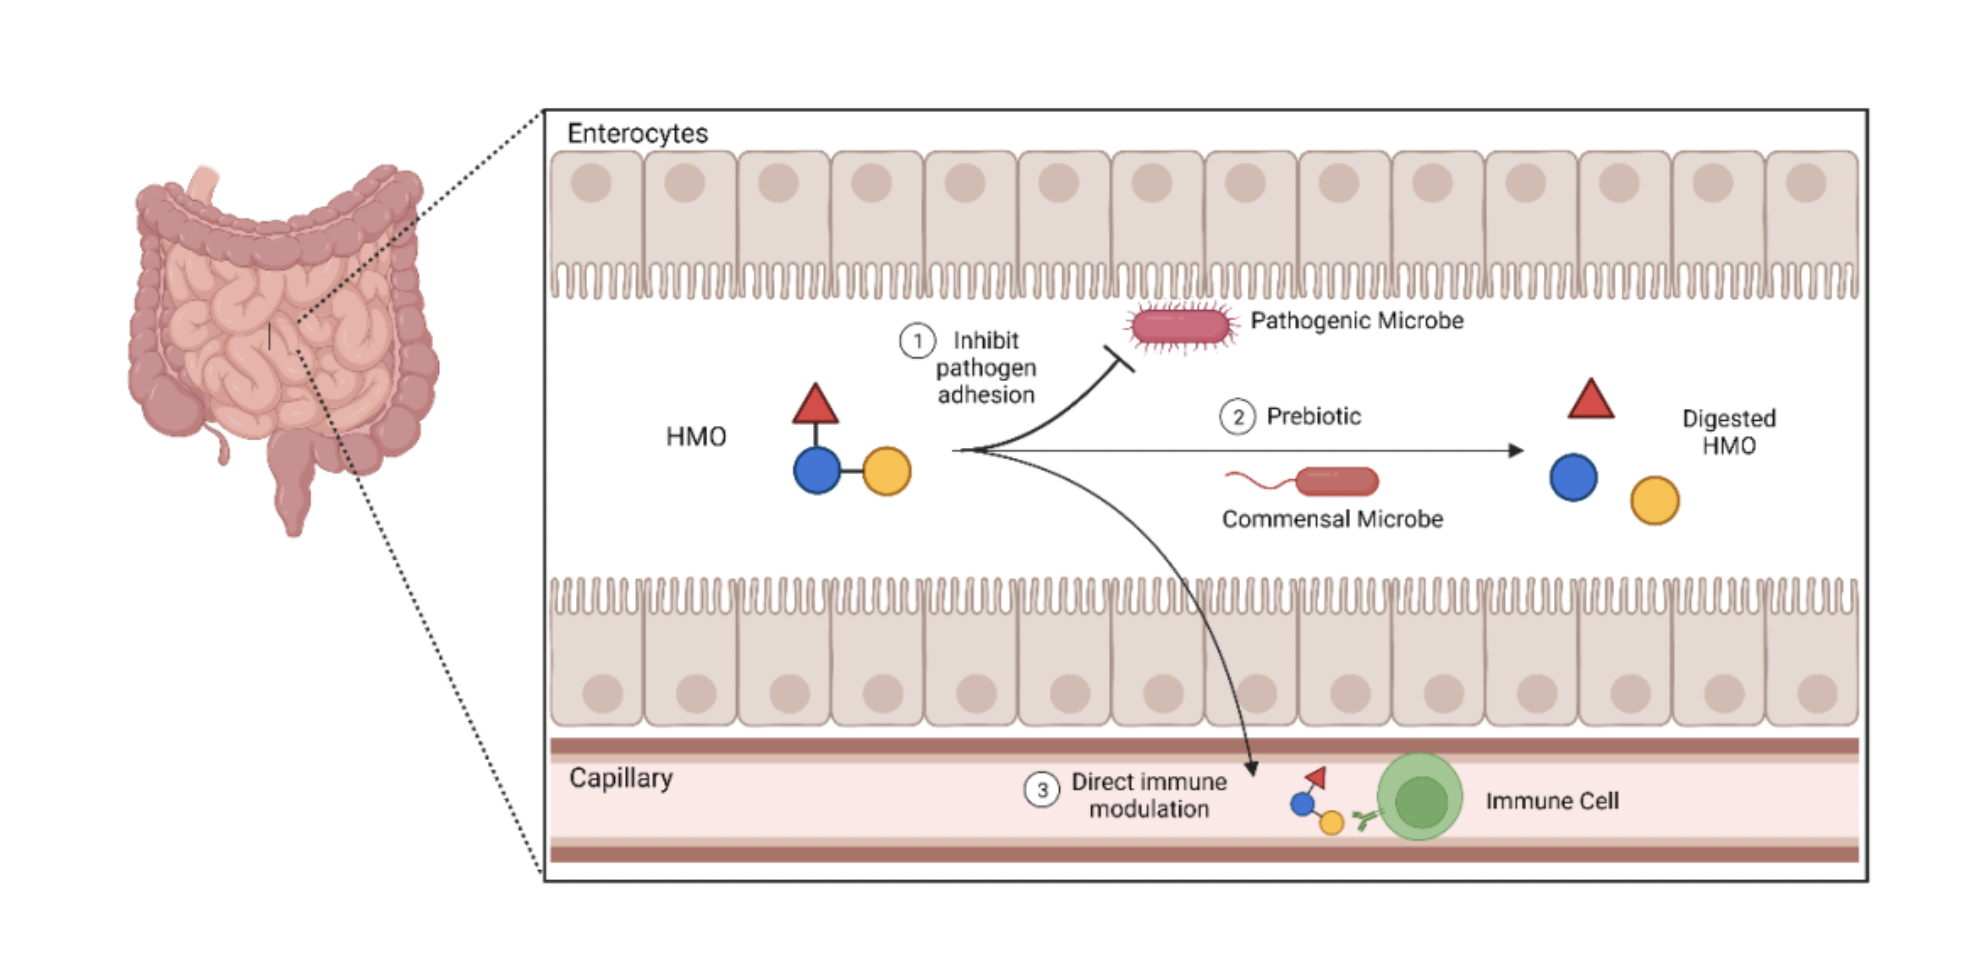 Enterocytes
1
Inhibit
pathogen
adhesion
Pathogenic Microbe
HMO
2
Prebiotic
Commensal Microbe
Digested
HMO
Capillary
3
Direct immune
modulation
Immune Cell